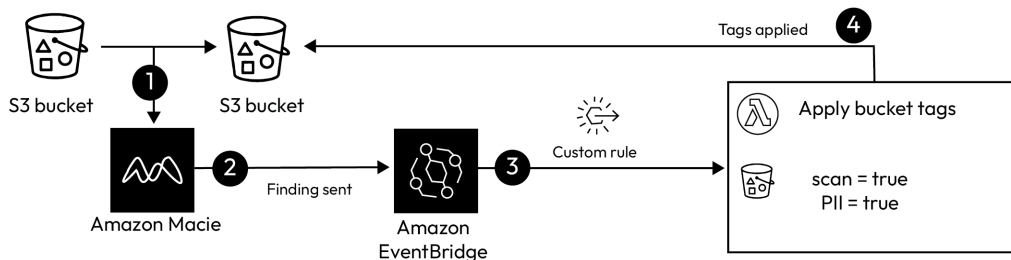 Tags applied
4
S3 bucket
1
S3 bucket
Apply bucket tags
Amazon Macie
2
Finding sent
Amazon
EventBridge
3
Custom rule
scan = true
PII = true